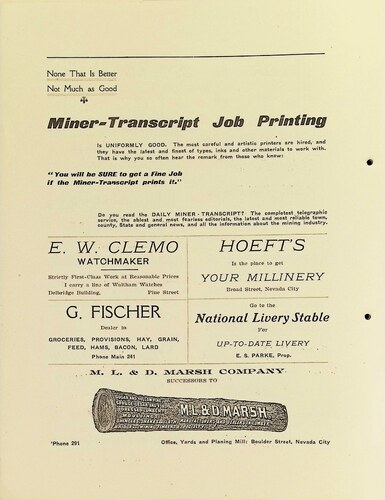 None That Is Better
Not Much as Good
Miner-Transcript Job Printing
Is UNIFORMLY GOOD. The most careful and artistic printers are hired, and
they have the latest and finest of types, inks and other materials to work with.
That is why you so often hear the remark from those who know:
"You will be SURE to get a Fine Job
if the Miner-Transcript prints it."
Do you read the DAILY MINER-TRANSCRIPT? The completest telegraphic
service, the ablest and most fearless editorials, the latest and most reliable town,
county, State and general news, and all the information about the mining industry.
E. W. CLEMO
WATCHMAKER
Strictly First-Class Work at Reasonable Prices
I carry a line of Waltham Watches
Delbridge Building, Pine Street
HOEFT'S
Is the place to get
YOUR MILLINERY
Broad Street, Nevada City
G. FISCHER
Dealer in
GROCERIES, PROVISIONS, HAY, GRAIN,
FEED, HAMS, BACON, LARD
Phone Main 241
Go to the
National Livery Stable
For
UP-TO-DATE LIVERY
E. S. PARKE, Prop.
M. L. & D. MARSH COMPANY
SUCCESSORS TO
M.L.&D.MARSH
'Phone 291
Office, Yards and Planing Mill: Boulder Street, Nevada City